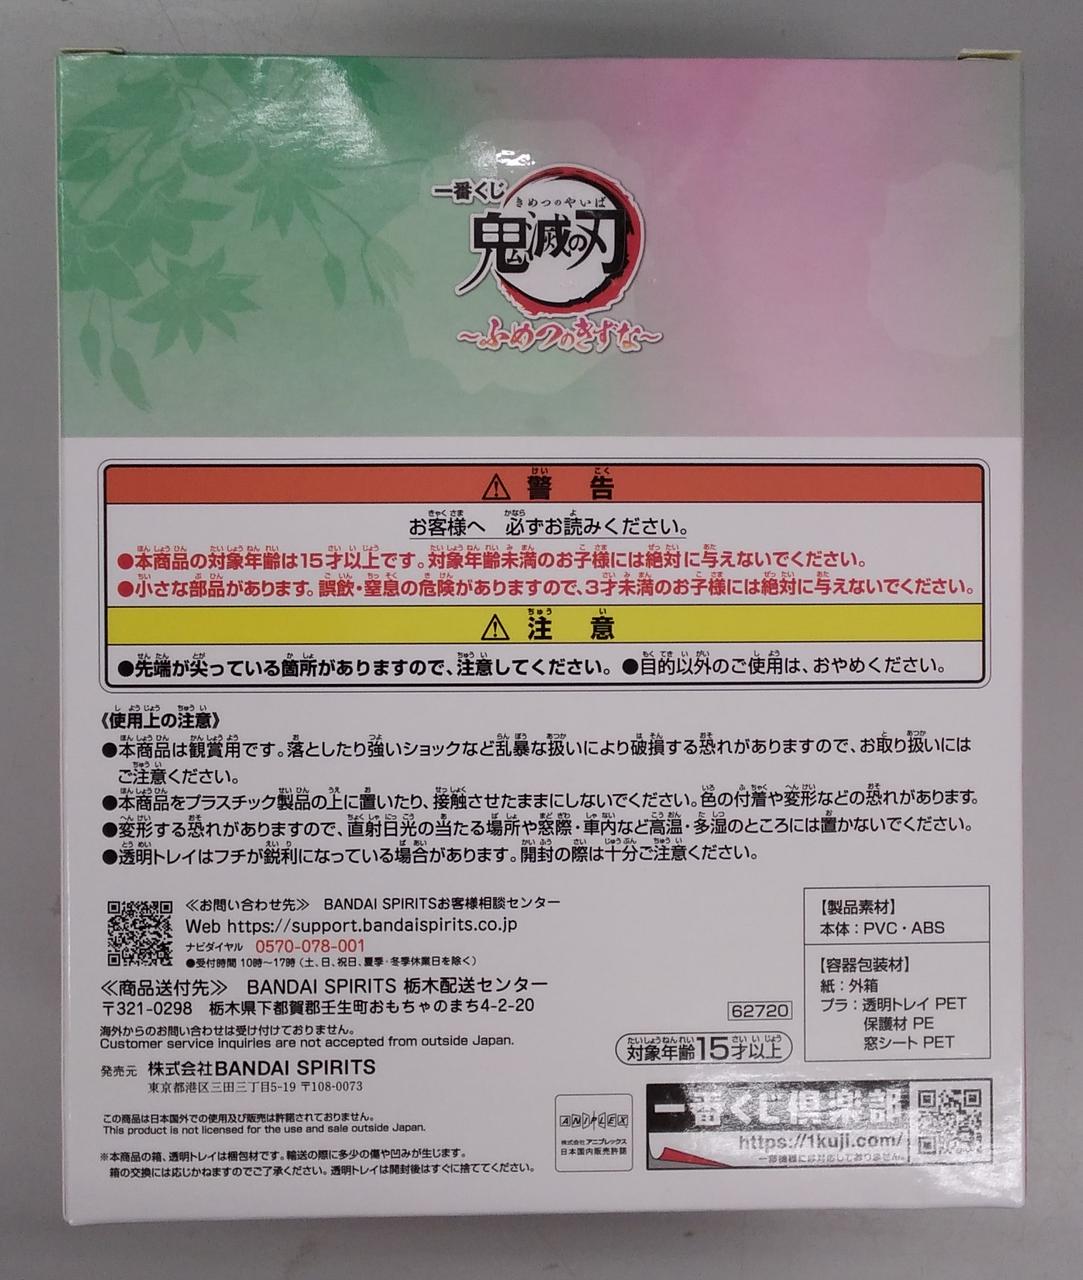 一番くじ
きめつのやいば
鬼滅の刃
～ふめつのきずな～
⚠ 警告
お客様へ 必ずお読みください。
●本商品の対象年齢は15才以上です。対象年齢未満のお子様には絶対に与えないでください。
●小さな部品があります。誤飲・窒息の危険がありますので、3才未満のお子様には絶対に与えないでください。
⚠ 注意
●先端が尖っている箇所がありますので、注意してください。●目的以外のご使用は、おやめください。
《使用上の注意》
●本商品は観賞用です。落としたり強いショックなど乱暴な扱いにより破損する恐れがありますので、お取り扱いには
ご注意ください。
●本商品をプラスチック製品の上に置いたり、接触させたままにしないでください。色の付着や変形などの恐れがあります。
●変形する恐れがありますので、直射日光の当たる場所や窓際・車内など高温・多湿のところには置かないでください。
●透明トレイはフチが鋭利になっている場合があります。開封の際は十分ご注意ください。
≪お問い合わせ先≫ BANDAI SPIRITSお客様相談センター
Web https://support.bandaispirits.co.jp
ナビダイヤル 0570-078-001
●受付時間 10時～17時(土、日、祝日、夏季・冬季休業日を除く)
≪商品送付先≫ BANDAI SPIRITS 栃木配送センター
〒321-0298 栃木県下都賀郡壬生町おもちゃのまち4-2-20
海外からのお問い合わせは受け付けておりません。
Customer service inquiries are not accepted from outside Japan.
発売元 株式会社BANDAI SPIRITS
東京都港区三田三丁目5-19 〒108-0073
この商品は日本国外での使用及び販売は許諾されておりません。
This product is not licensed for the use and sale outside Japan.
※本商品の箱、透明トレイは梱包材です。輸送の際に多少の傷や凹みが生じます。
箱の交換には応じかねますのでご了承ください。透明トレイは開封後はすぐに捨ててください。
【製品素材】
本体：PVC・ABS
【容器包装材】
紙：外箱
プラ：透明トレイ PET
保護材 PE
窓シート PET
62720
対象年齢15才以上
ANIPLEX
株式会社アニプレックス
日本国内販売許諾
一番くじ倶楽部
https://1kuji.com/
一部機種には対応しておりません。